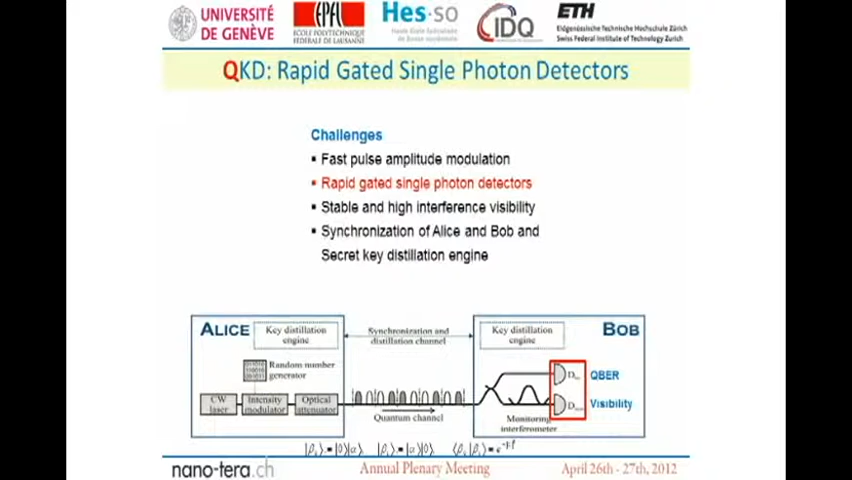 UNIVERSITÉ
DE GENÈVE
EPFL
ÉCOLE POLYTECHNIQUE
FÉDÉRALE DE LAUSANNE
Hes·so
IDQ
ETH
Eidgenössische Technische Hochschule Zürich
Swiss Federal Institute of Technology Zurich
QKD: Rapid Gated Single Photon Detectors
Challenges
▪ Fast pulse amplitude modulation
▪ Rapid gated single photon detectors
▪ Stable and high interference visibility
▪ Synchronization of Alice and Bob and
Secret key distillation engine
ALICE
Key distillation
engine
Synchronization and
distillation channel
Key distillation
engine
BOB
Random number
generator
CW
laser
Intensity
modulator
Optical
attenuator
Quantum channel
Monitoring
interferometer
QBER
Visibility
nano-tera.ch
Annual Plenary Meeting
April 26th - 27th, 2012